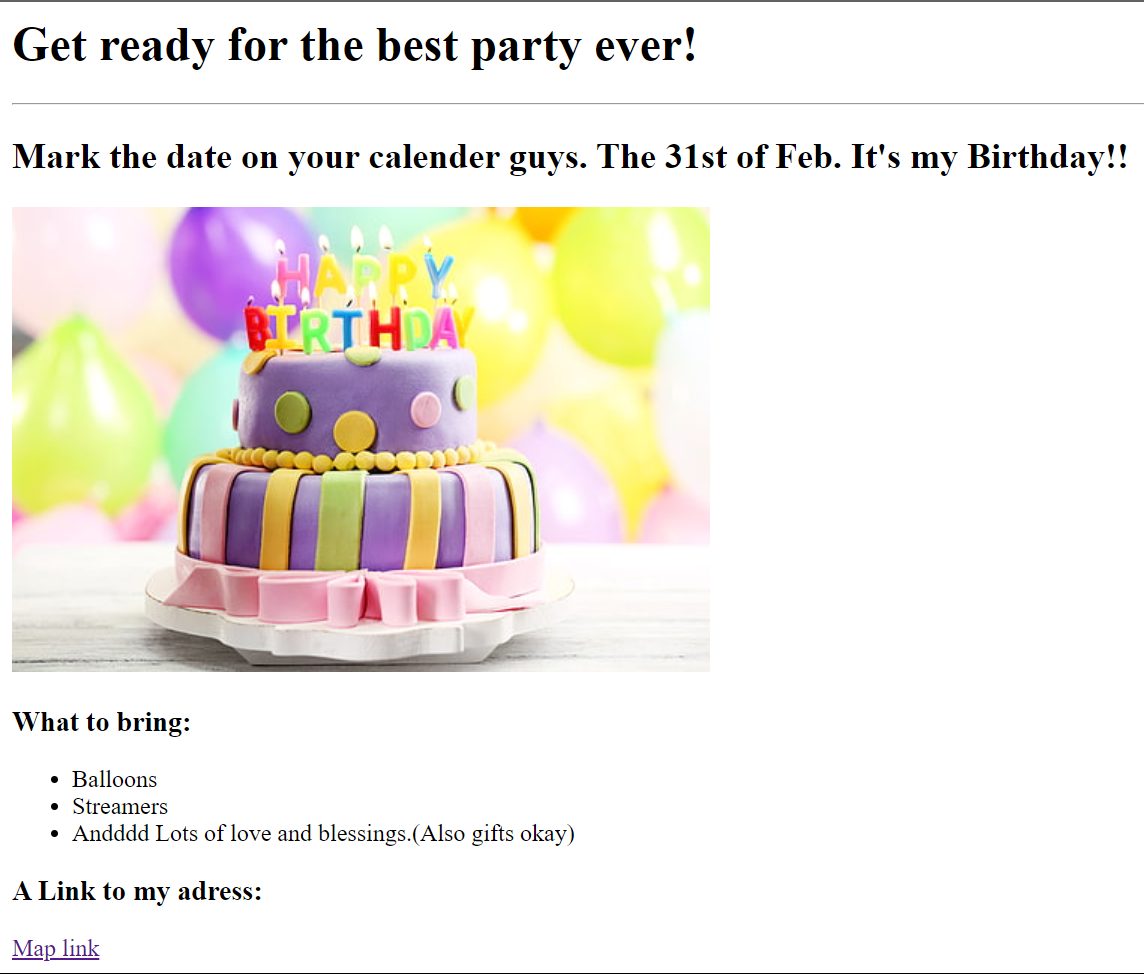 Get ready for the best party ever!
Mark the date on your calender guys. The 31st of Feb. It's my Birthday!!
HAPPY
BIRTHDAY
What to bring:
Balloons
Streamers
Andddd Lots of love and blessings.(Also gifts okay)
A Link to my adress:
Map link